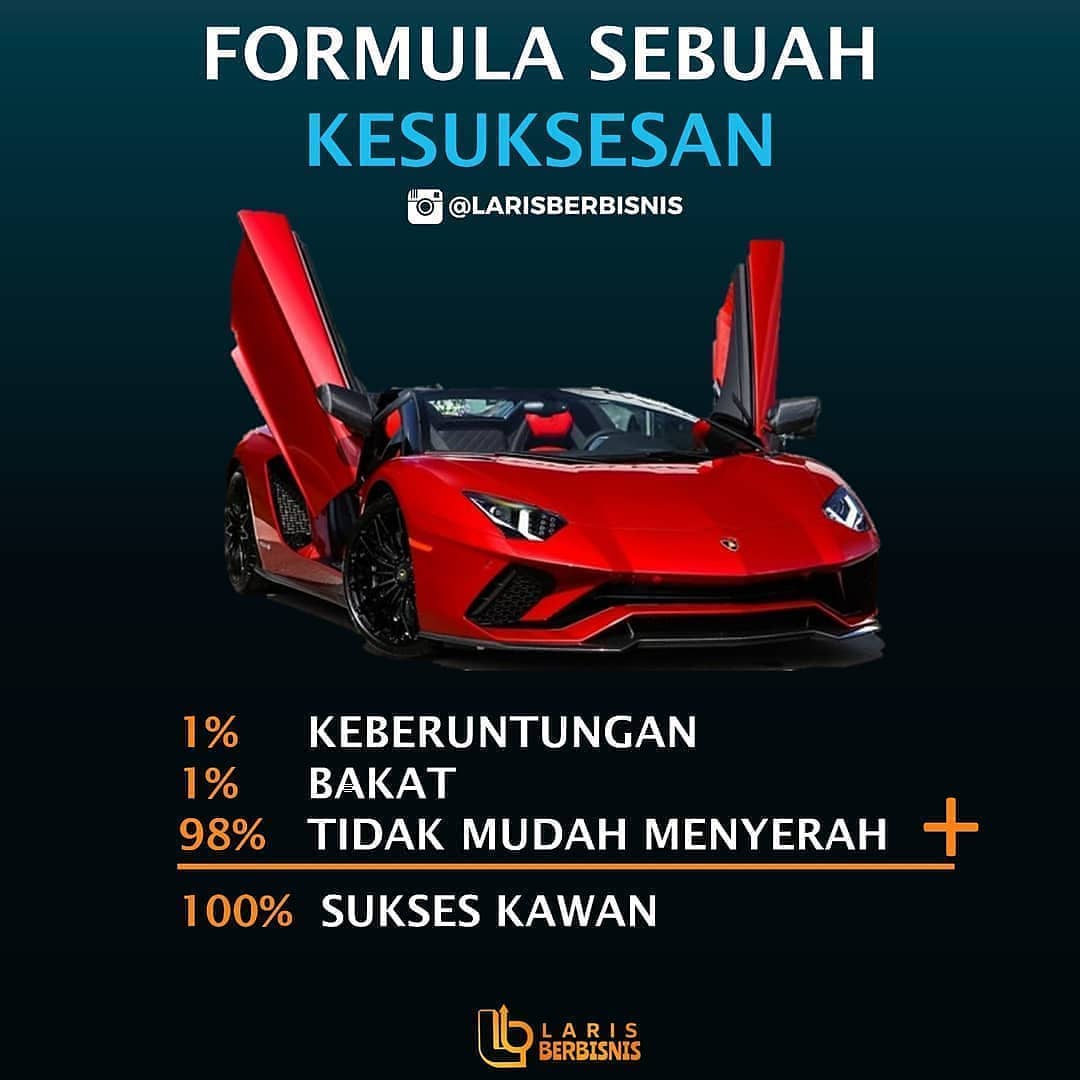 FORMULA SEBUAH
KESUKSESAN
@LARISBERBISNIS
1% KEBERUNTUNGAN
1% BAKAT
98% TIDAK MUDAH MENYERAH +
100% SUKSES KAWAN
LARIS
BERBISNIS